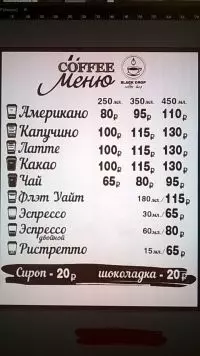 COFFEE
Меню
BLACK DROP
250 мл. 350 мл. 450 мл.
Американо 80р 95р 110р
Капучино 100р 115р 130р
Латте 100р 115р 130р
Какао 100р 115р 130р
Чай 65р 80р 95р
Флэт Уайт 180 мл./115р
Эспрессо 30 мл./65р
Эспрессо двойной 60 мл./80р
Ристретто 15 мл./65р
Сироп - 20р шоколадка - 20р